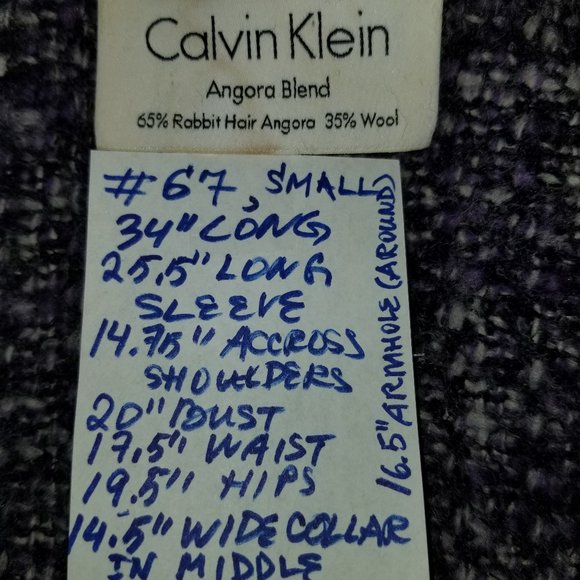 Calvin Klein
Angora Blend
65% Rabbit Hair Angora 35% Wool
#67, SMALL
34" LONG
25,5" LONG
SLEEVE
14.75" ACCROSS
SHOULDERS
20" BUST
17,5" WAIST
19.5" HIPS
14.5" WIDE COLLAR
IN MIDDLE
16.5" ARMHOLE (AROUND)